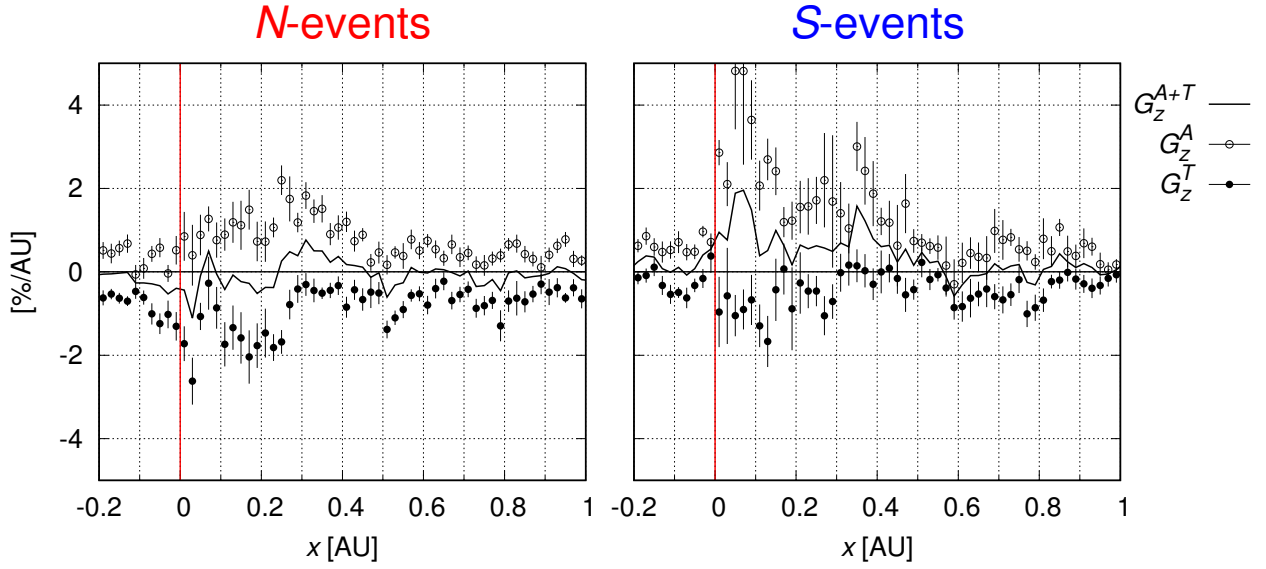 N-events S-events
G_z^{A+T}
G_z^A
G_z^T
[%/AU]
4
2
0
-2
-4
-0.2 0 0.2 0.4 0.6 0.8 1 -0.2 0 0.2 0.4 0.6 0.8 1
x [AU] x [AU]